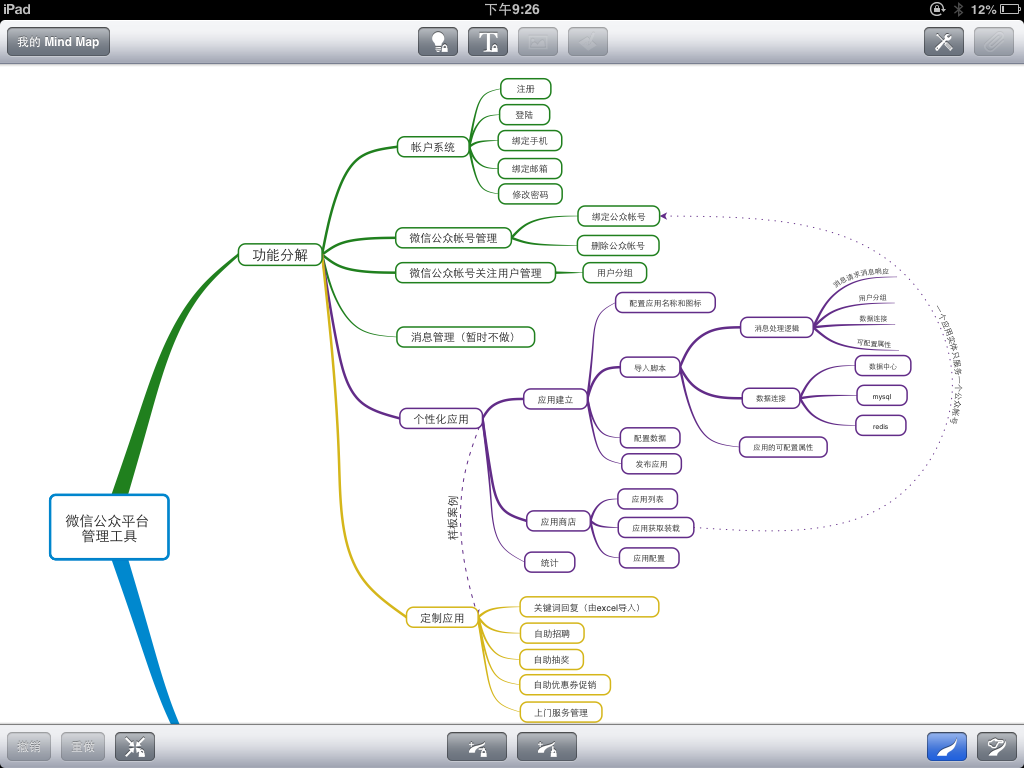 iPad
下午9:26
12%
我的 Mind Map
注册
登陆
绑定手机
绑定邮箱
修改密码
帐户系统
绑定公众帐号
删除公众帐号
微信公众帐号管理
微信公众帐号关注用户管理
用户分组
功能分解
消息管理（暂时不做）
配置应用名称和图标
消息请求消息响应
用户分组
数据连接
可配置属性
消息处理逻辑
导入脚本
数据中心
mysql
redis
数据连接
应用的可配置属性
一个应用实体只服务一个公众帐号
应用建立
配置数据
发布应用
个性化应用
应用列表
应用获取装载
应用配置
应用商店
统计
样板案例
微信公众平台
管理工具
定制应用
关键词回复（由excel导入）
自助招聘
自助抽奖
自助优惠券促销
上门服务管理
撤销
重做